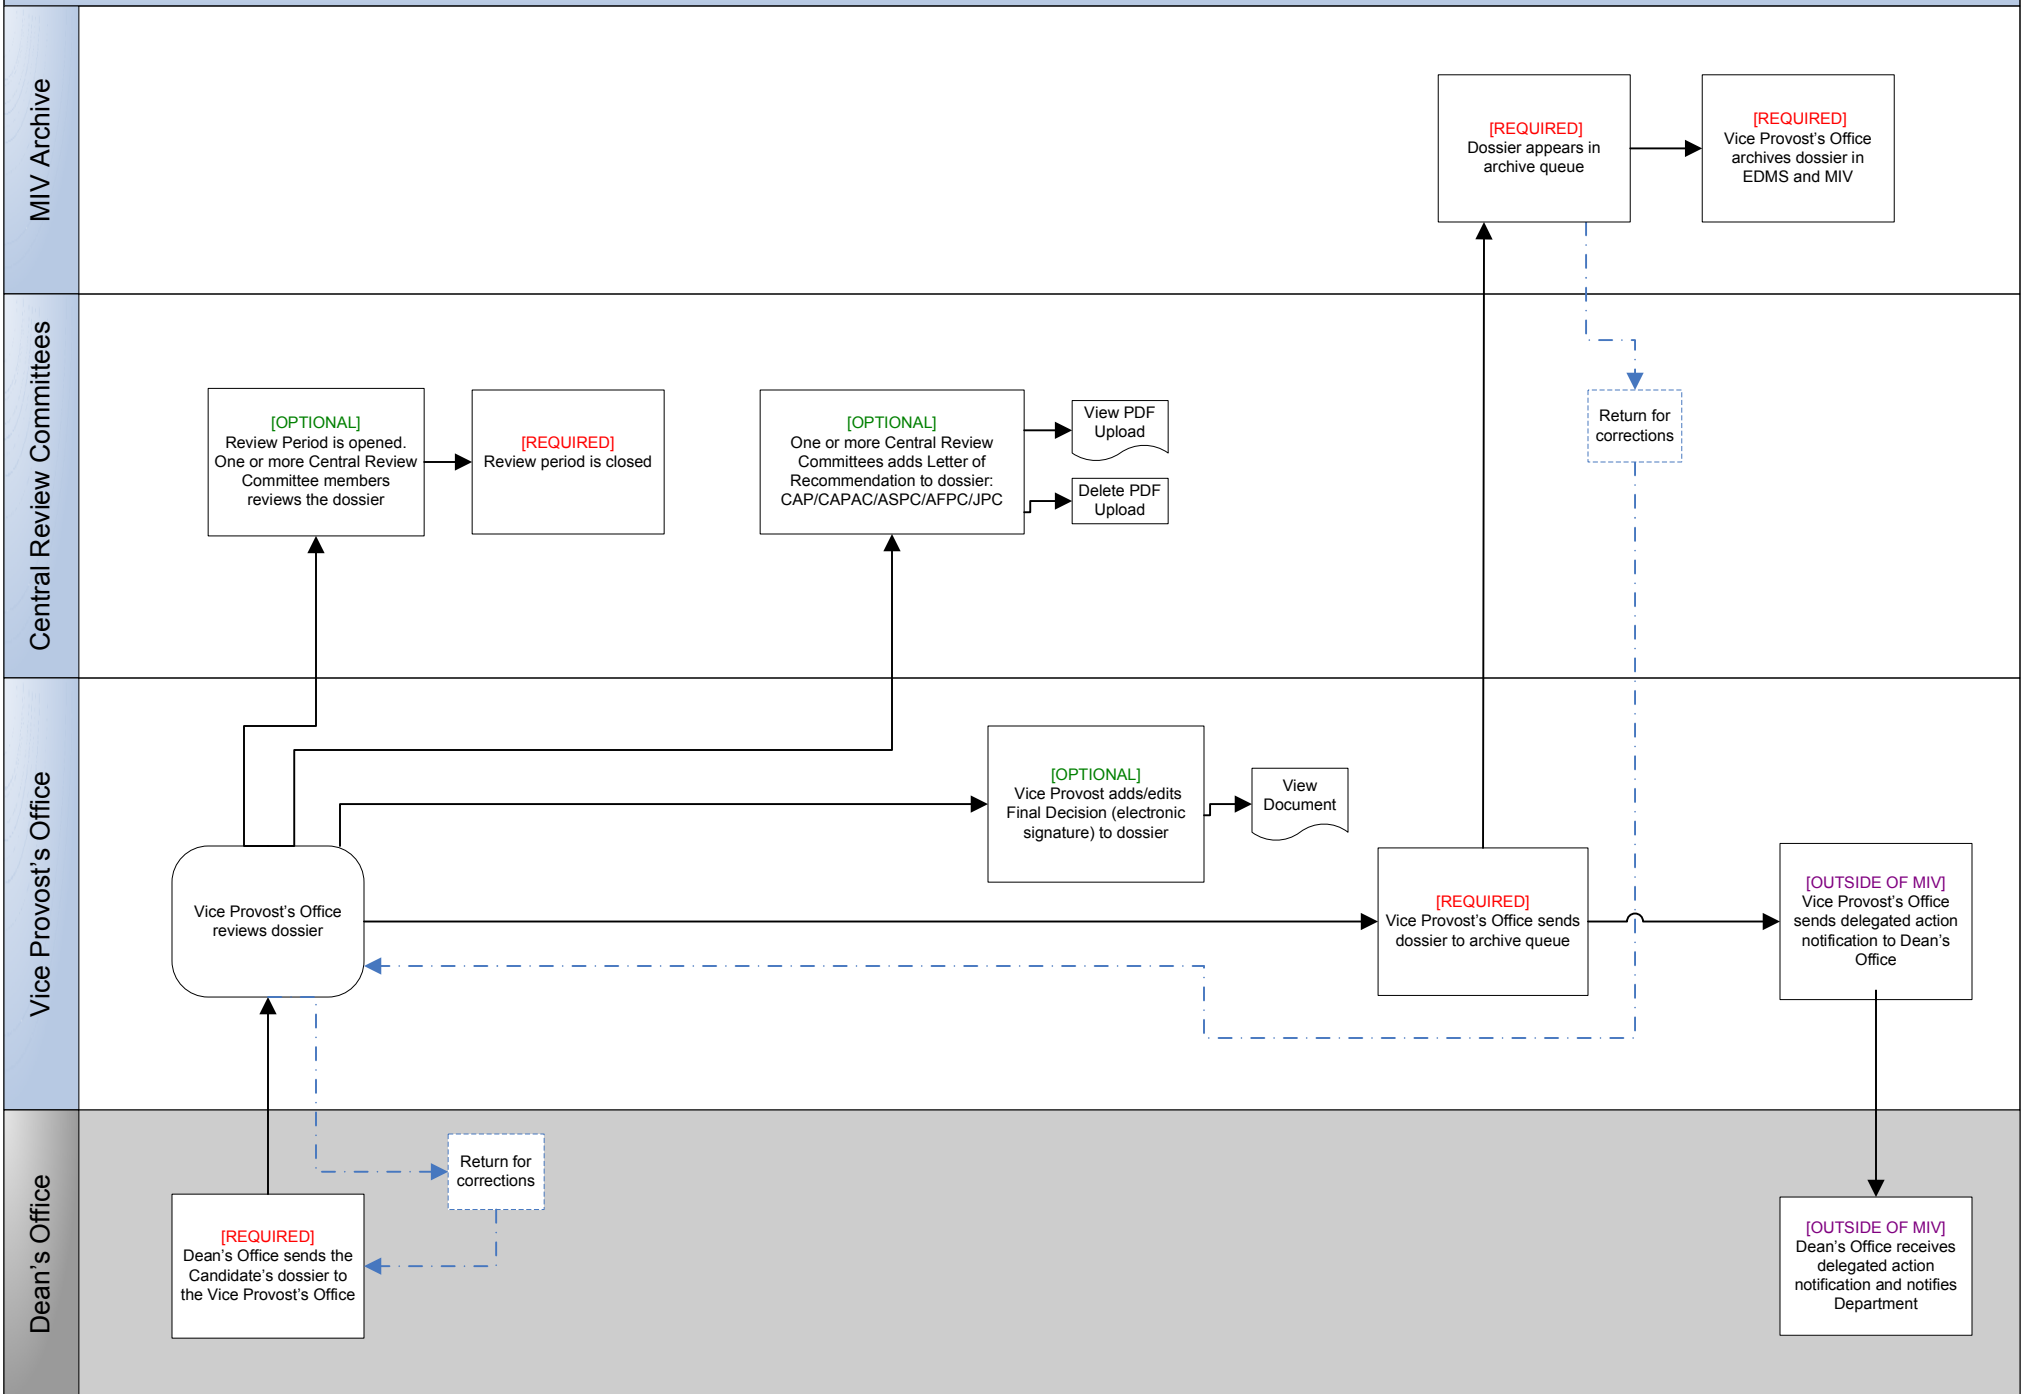 MIV Archive
[REQUIRED]
Dossier appears in
archive queue
[REQUIRED]
Vice Provost's Office
archives dossier in
EDMS and MIV
Central Review Committees
[OPTIONAL]
Review Period is opened.
One or more Central Review
Committee members
reviews the dossier
[REQUIRED]
Review period is closed
[OPTIONAL]
One or more Central Review
Committees adds Letter of
Recommendation to dossier:
CAP/CAPAC/ASPC/AFPC/JPC
View PDF
Upload
Delete PDF
Upload
Return for
corrections
Vice Provost's Office
[OPTIONAL]
Vice Provost adds/edits
Final Decision (electronic
signature) to dossier
View
Document
Vice Provost's Office
reviews dossier
[REQUIRED]
Vice Provost's Office sends
dossier to archive queue
[OUTSIDE OF MIV]
Vice Provost's Office
sends delegated action
notification to Dean's
Office
Dean's Office
Return for
corrections
[REQUIRED]
Dean's Office sends the
Candidate's dossier to
the Vice Provost's Office
[OUTSIDE OF MIV]
Dean's Office receives
delegated action
notification and notifies
Department